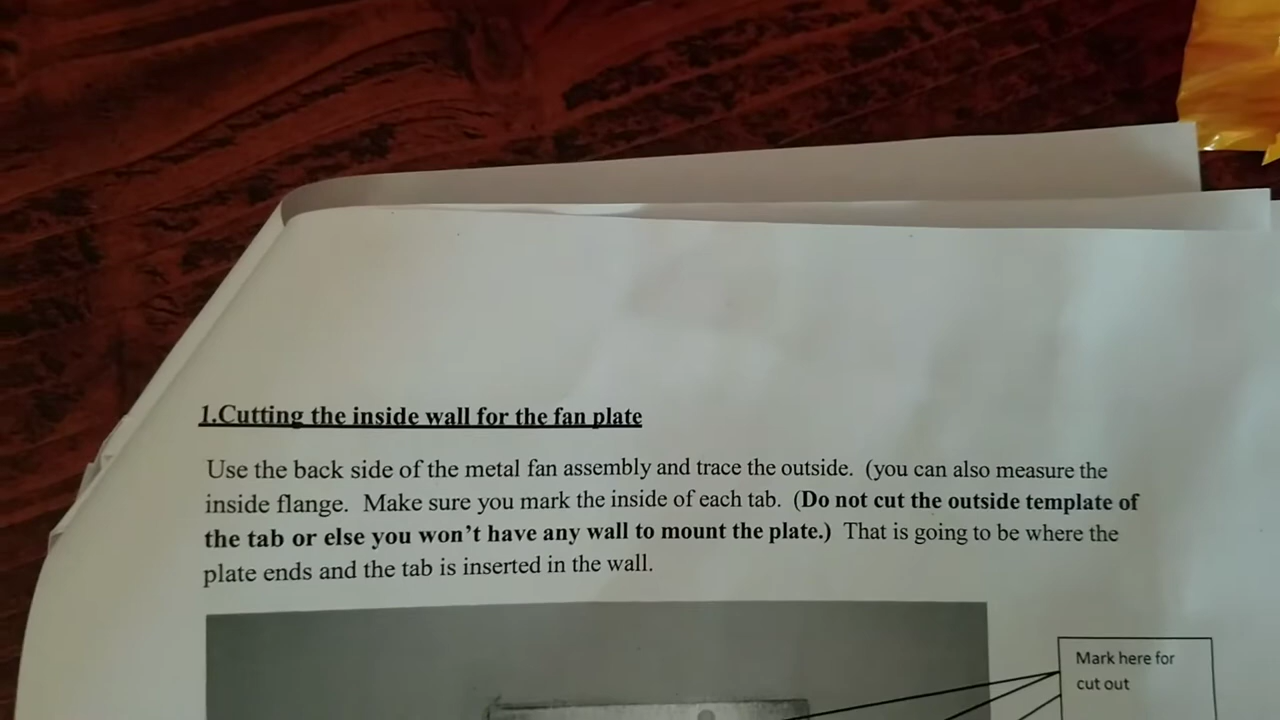 1.Cutting the inside wall for the fan plate
Use the back side of the metal fan assembly and trace the outside.  (you can also measure the
inside flange.  Make sure you mark the inside of each tab.  (Do not cut the outside template of
the tab or else you won't have any wall to mount the plate.)  That is going to be where the
plate ends and the tab is inserted in the wall.
Mark here for
cut out